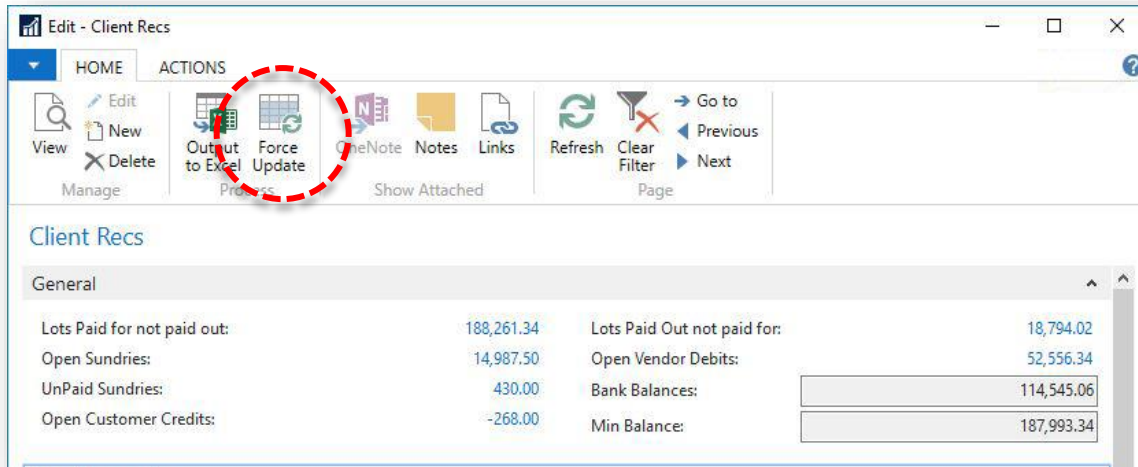 Edit - Client Recs
HOME ACTIONS
View
Edit
New
Delete
Manage
Output to Excel
Force Update
Process
OneNote
Notes
Links
Show Attached
Refresh
Clear Filter
Go to
Previous
Next
Page
Client Recs
General
Lots Paid for not paid out: 188,261.34 Lots Paid Out not paid for: 18,794.02
Open Sundries: 14,987.50 Open Vendor Debits: 52,556.34
UnPaid Sundries: 430.00 Bank Balances: 114,545.06
Open Customer Credits: -268.00 Min Balance: 187,993.34